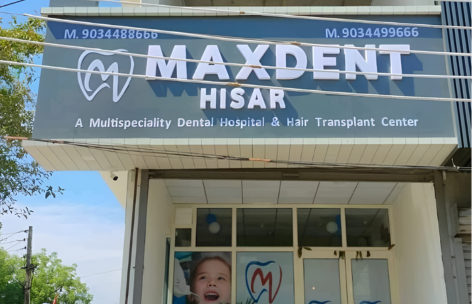 M. 9034488666 M. 9034499666
MAXDENT
HISAR
A Multispeciality Dental Hospital & Hair Transplant Center